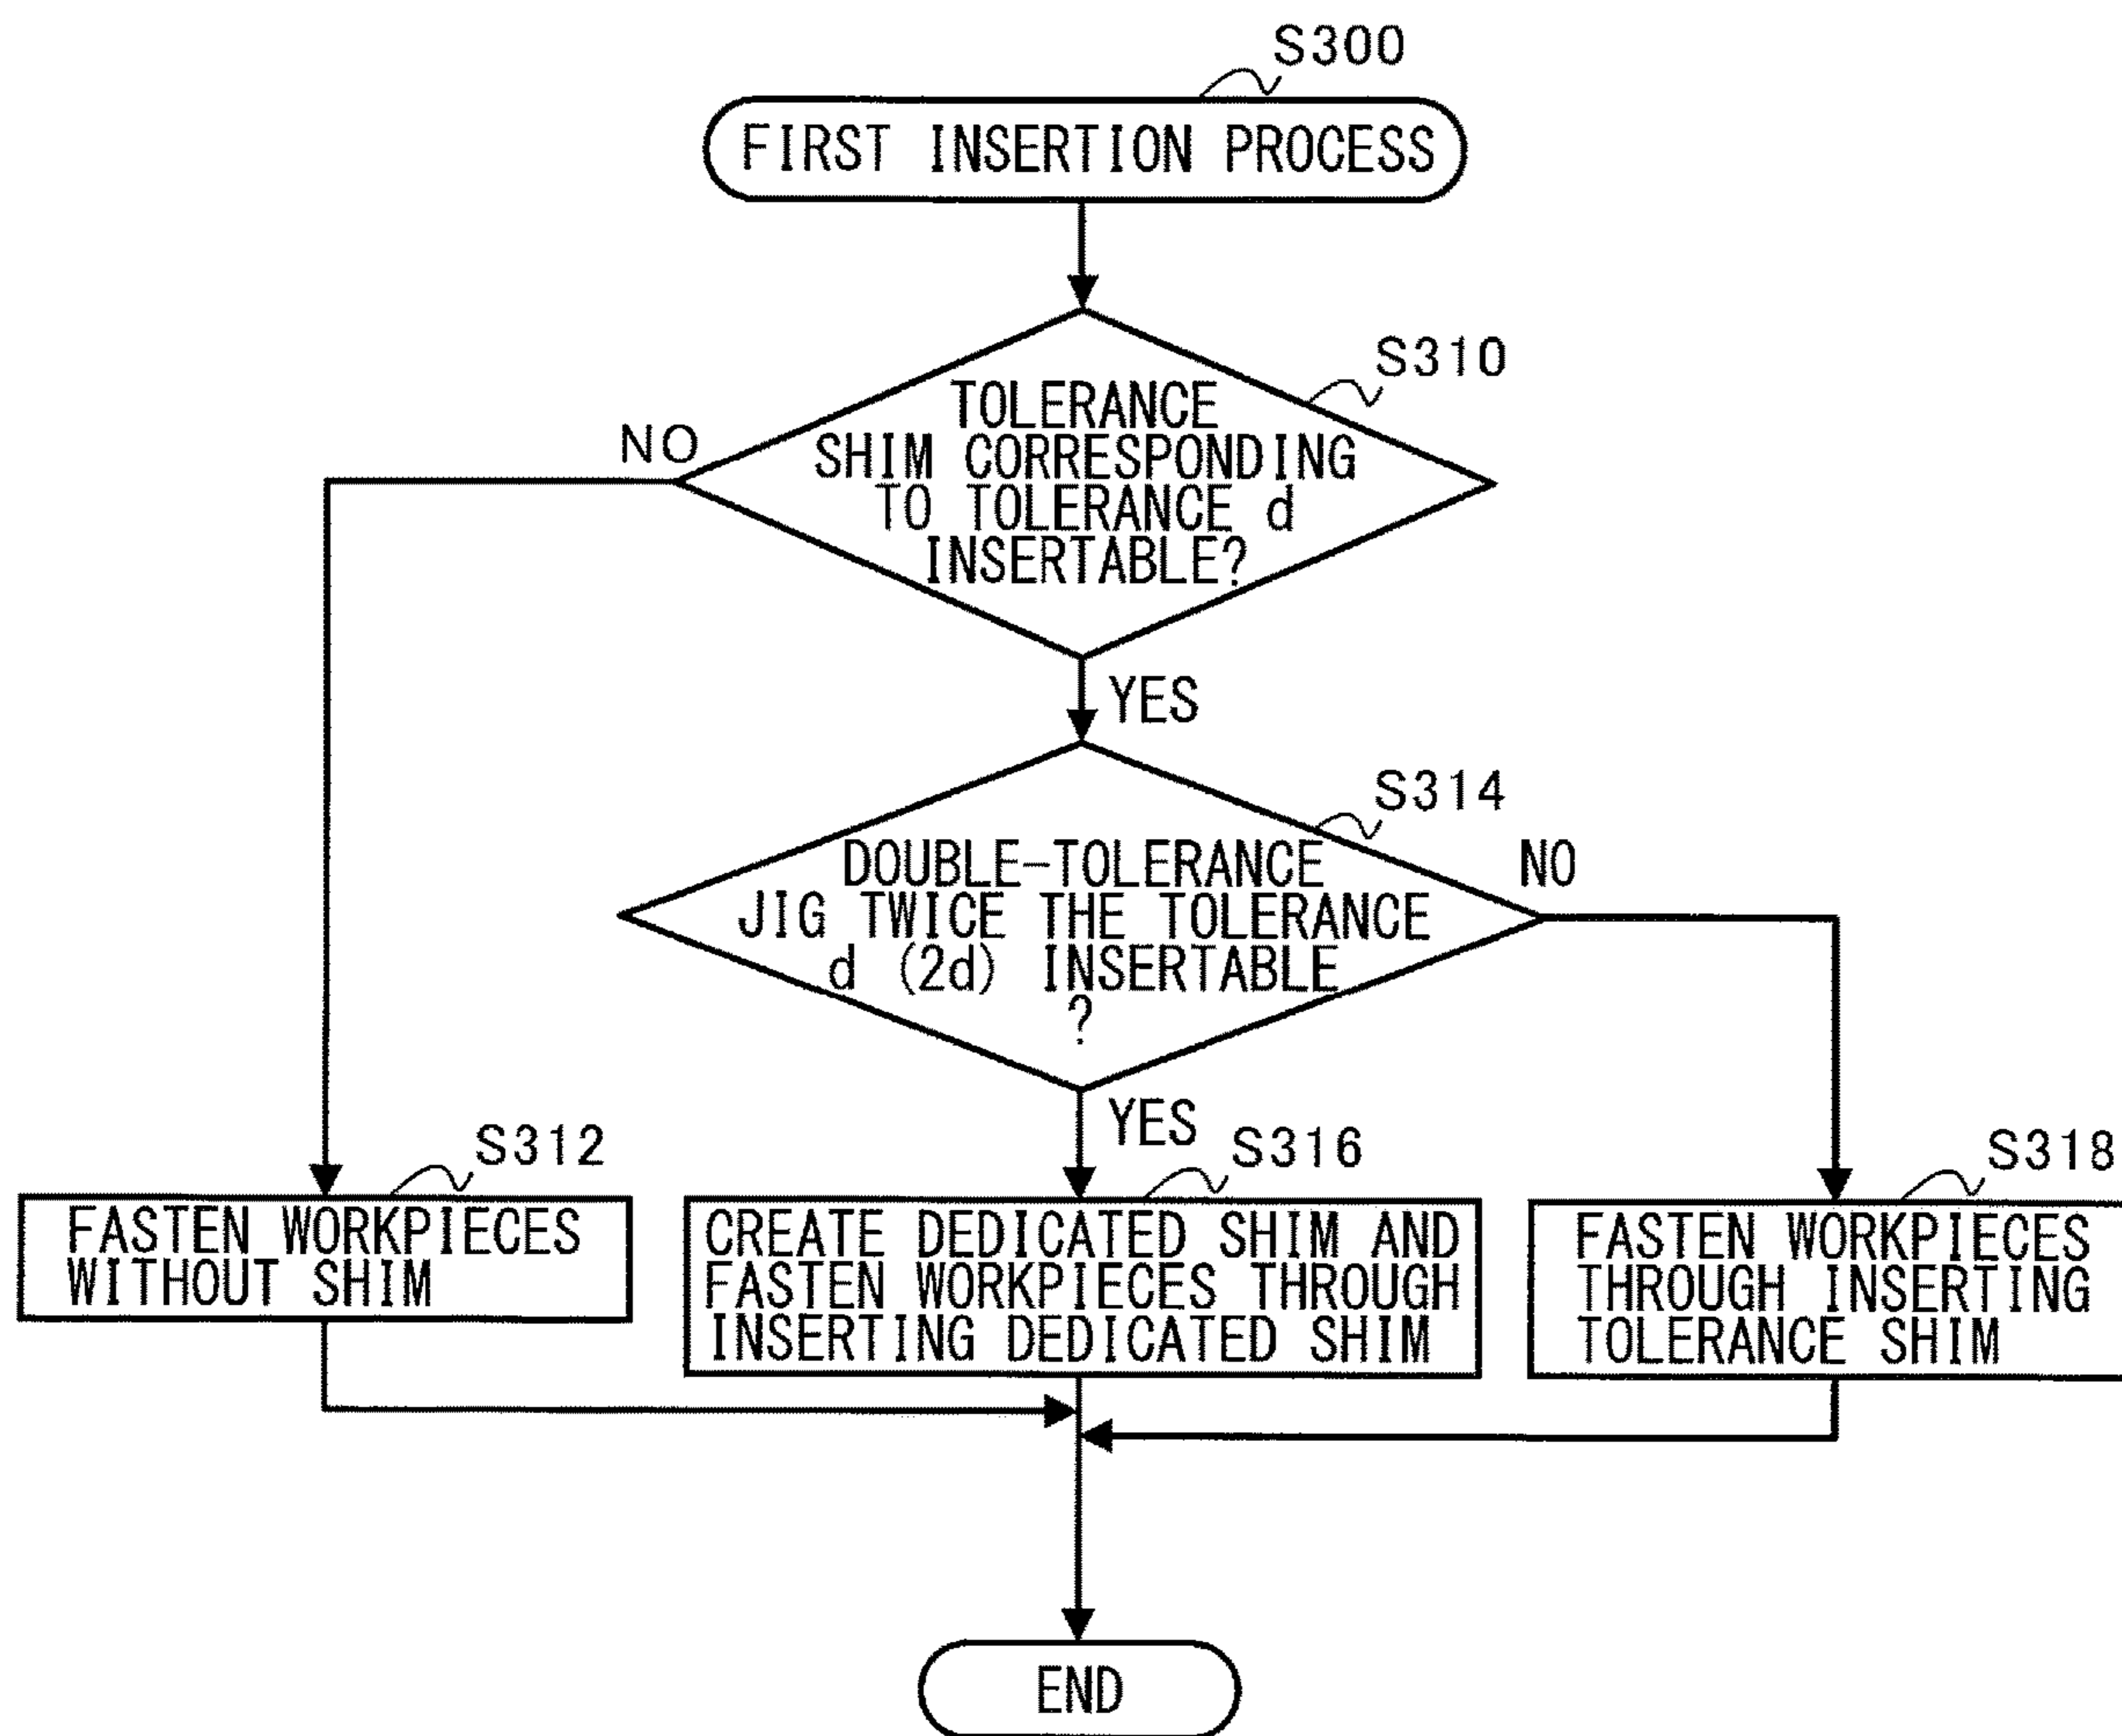 S300
FIRST INSERTION PROCESS
S310
TOLERANCE
SHIM CORRESPONDING
TO TOLERANCE d
INSERTABLE?
NO
YES
S314
DOUBLE-TOLERANCE
JIG TWICE THE TOLERANCE
d (2d) INSERTABLE
?
NO
YES
S312
FASTEN WORKPIECES
WITHOUT SHIM
S316
CREATE DEDICATED SHIM AND
FASTEN WORKPIECES THROUGH
INSERTING DEDICATED SHIM
S318
FASTEN WORKPIECES
THROUGH INSERTING
TOLERANCE SHIM
END